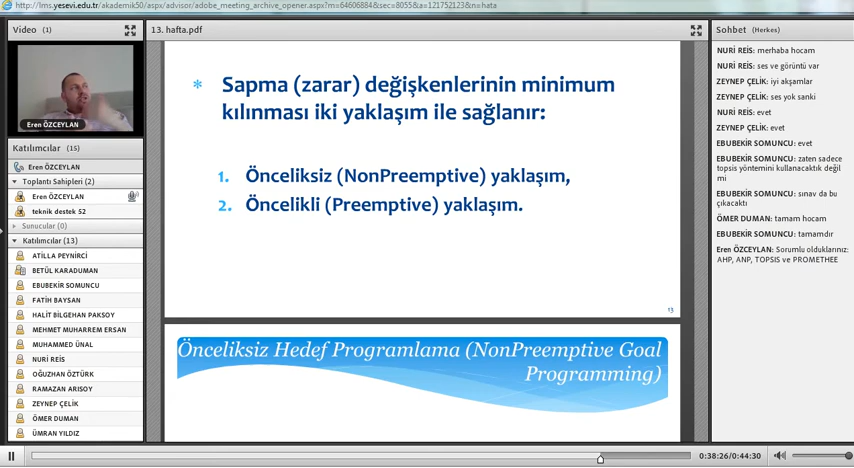 http://lms.yesevi.edu.tr/akademik50/aspx/advisor/adobe_meeting_archive_opener.aspx?m=64606884&sec=8055&la=121752123&n=hata
Video (1)
Eren ÖZCEYLAN
Katılımcılar (15)
Eren ÖZCEYLAN
Toplantı Sahipleri (2)
Eren ÖZCEYLAN
teknik destek 52
Sunucular (0)
Katılımcılar (13)
ATİLLA PEYNİRCİ
BETÜL KARADUMAN
EBUBEKİR SOMUNCU
FATİH BAYSAN
HALİT BİLGEHAN PAKSOY
MEHMET MUHARREM ERSAN
MUHAMMED ÜNAL
NURİ REİS
OĞUZHAN ÖZTÜRK
RAMAZAN ARISOY
ZEYNEP ÇELİK
ÖMER DUMAN
ÜMRAN YILDIZ
13. hafta.pdf
* Sapma (zarar) değişkenlerinin minimum
kılınması iki yaklaşım ile sağlanır:
1. Önceliksiz (NonPreemptive) yaklaşım,
2. Öncelikli (Preemptive) yaklaşım.
13
Önceliksiz Hedef Programlama (NonPreemptive Goal
Programming)
Sohbet (Herkes)
NURİ REİS: merhaba hocam
NURİ REİS: ses ve görüntü var
ZEYNEP ÇELİK: iyi akşamlar
ZEYNEP ÇELİK: ses yok sanki
NURİ REİS: evet
ZEYNEP ÇELİK: evet
EBUBEKİR SOMUNCU: evet
EBUBEKİR SOMUNCU: zaten sadece
topsis yöntemini kullanacaktık değil
mi
EBUBEKİR SOMUNCU: sınav da bu
çıkacaktı
ÖMER DUMAN: tamam hocam
EBUBEKİR SOMUNCU: tamamdır
Eren ÖZCEYLAN: Sorumlu olduklarınız:
AHP, ANP, TOPSIS ve PROMETHEE
0:38:26/0:44:30